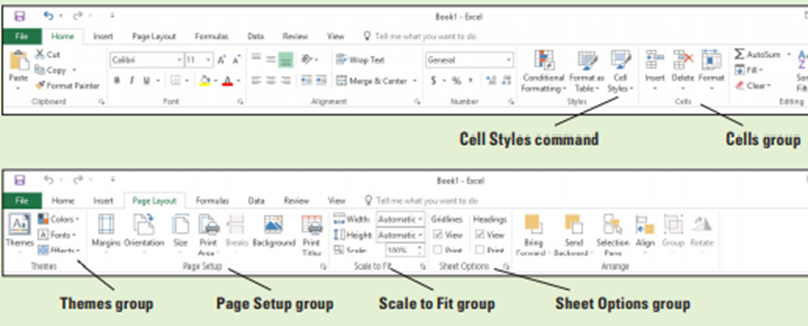 Book1 - Excel
File Home Insert Page Layout Formulas Data Review View Tell me what you want to do
Cut
Copy
Format Painter
Paste
Calibri 11 A A
B I U A
Wrap Text
Merge & Center
General
$ %
Conditional Formatting
Format as Table
Cell Styles
Insert Delete Format
AutoSum
Fill
Clear
Clipboard Font Alignment Number Styles Cells Editing
Cell Styles command Cells group
Book1 - Excel
File Home Insert Page Layout Formulas Data Review View Tell me what you want to do
Themes
Colors
Fonts
Effects
Margins Orientation Size Print Area Breaks Background Print Titles
Width: Automatic
Height: Automatic
Scale: 100%
Gridlines Headings
View View
Print Print
Bring Forward Send Backward Selection Pane Align Group Rotate
Themes Page Setup Scale to Fit Sheet Options Arrange
Themes group Page Setup group Scale to Fit group Sheet Options group